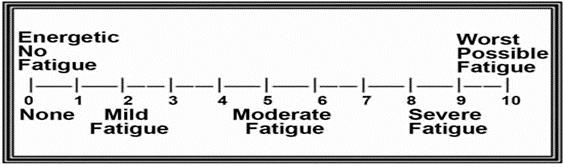 Energetic
No
Fatigue
Worst
Possible
Fatigue
0 1 2 3 4 5 6 7 8 9 10
None Mild Fatigue Moderate Fatigue Severe Fatigue